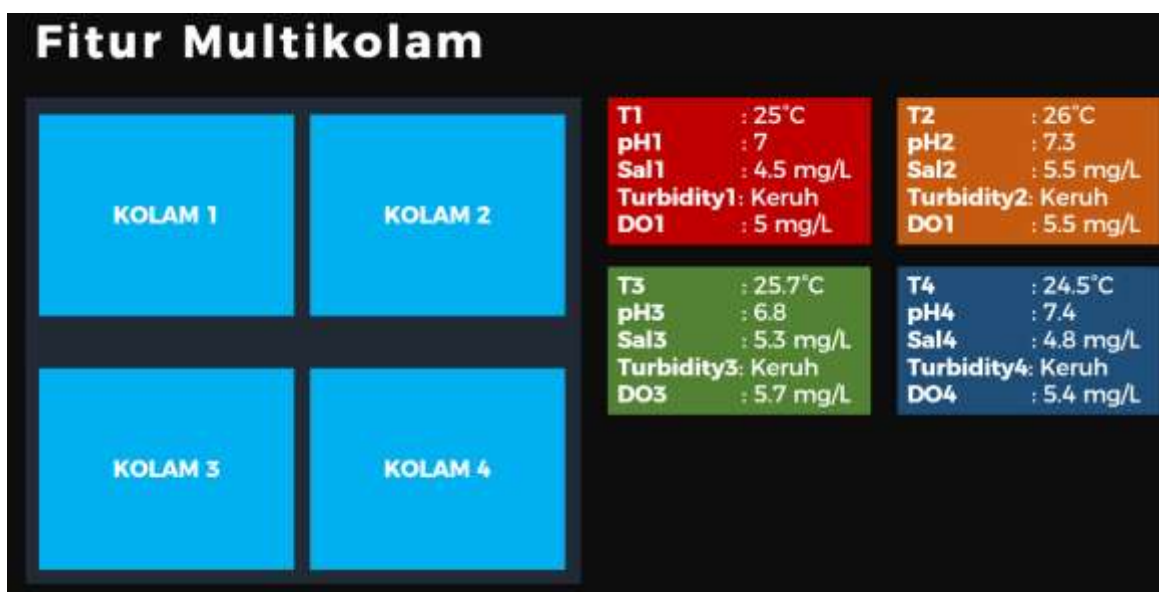 Fitur Multikolam
KOLAM 1
KOLAM 2
KOLAM 3
KOLAM 4
T1 : 25°C
pH1 : 7
Sal1 : 4.5 mg/L
Turbidity1: Keruh
DO1 : 5 mg/L
T2 : 26°C
pH2 : 7.3
Sal2 : 5.5 mg/L
Turbidity2: Keruh
DO1 : 5.5 mg/L
T3 : 25.7°C
pH3 : 6.8
Sal3 : 5.3 mg/L
Turbidity3: Keruh
DO3 : 5.7 mg/L
T4 : 24.5°C
pH4 : 7.4
Sal4 : 4.8 mg/L
Turbidity4: Keruh
DO4 : 5.4 mg/L